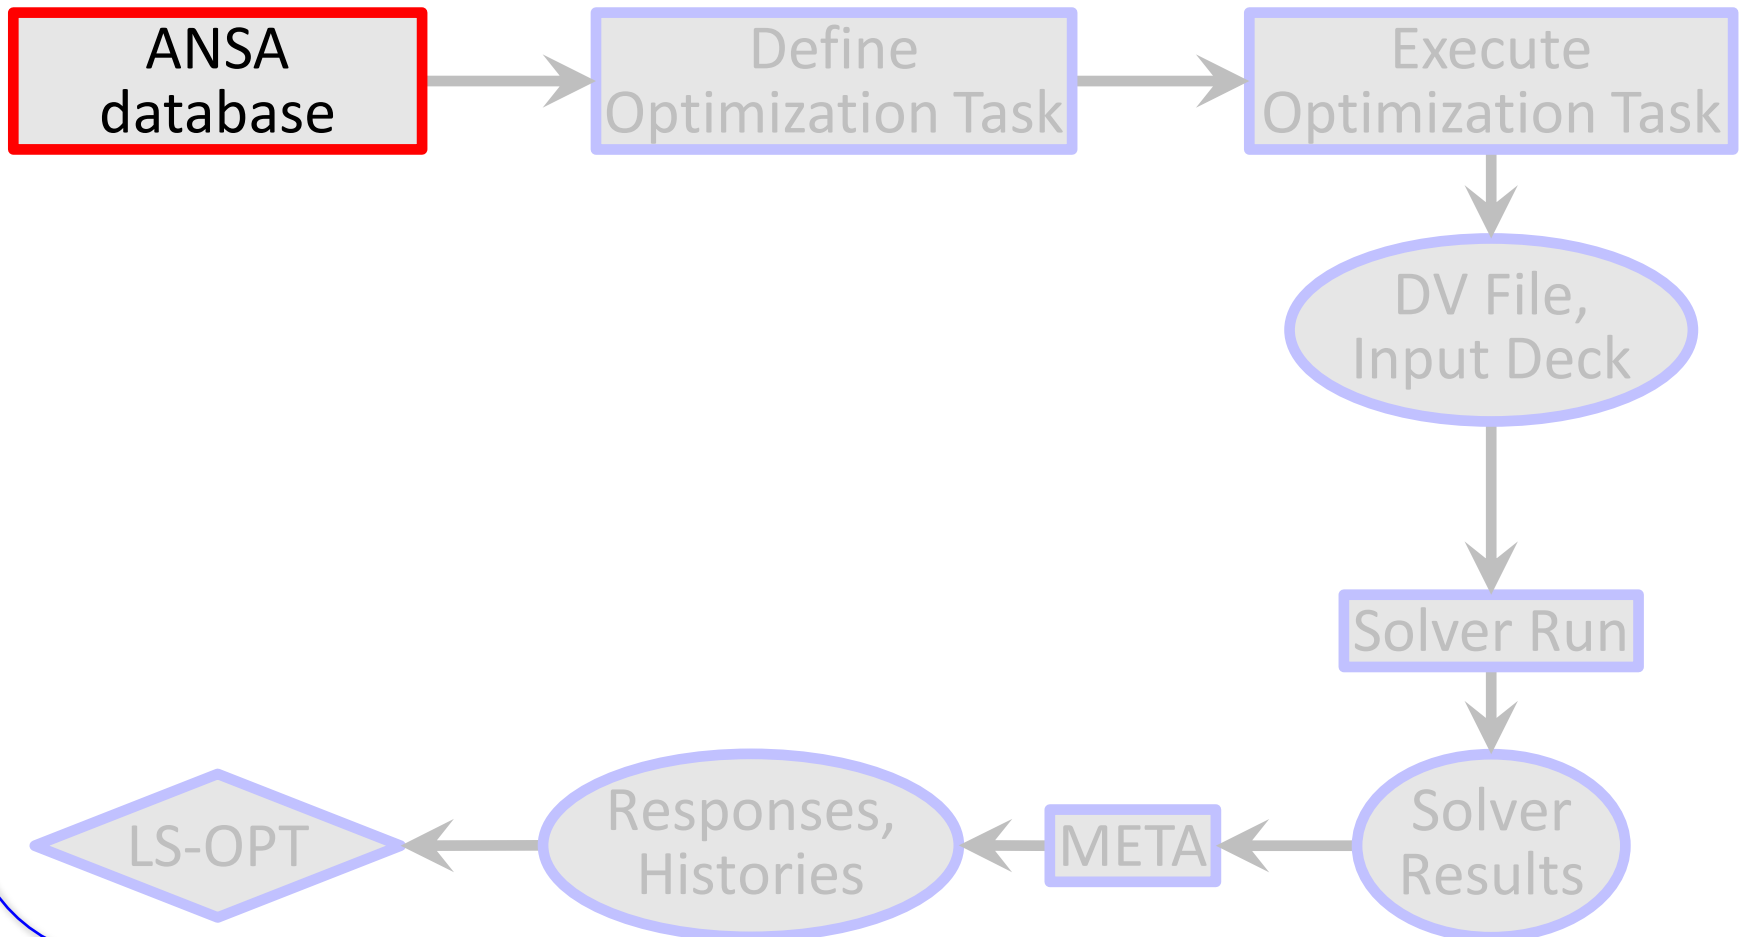 ANSA
database
Define
Optimization Task
Execute
Optimization Task
DV File,
Input Deck
Solver Run
Solver
Results
META
Responses,
Histories
LS-OPT